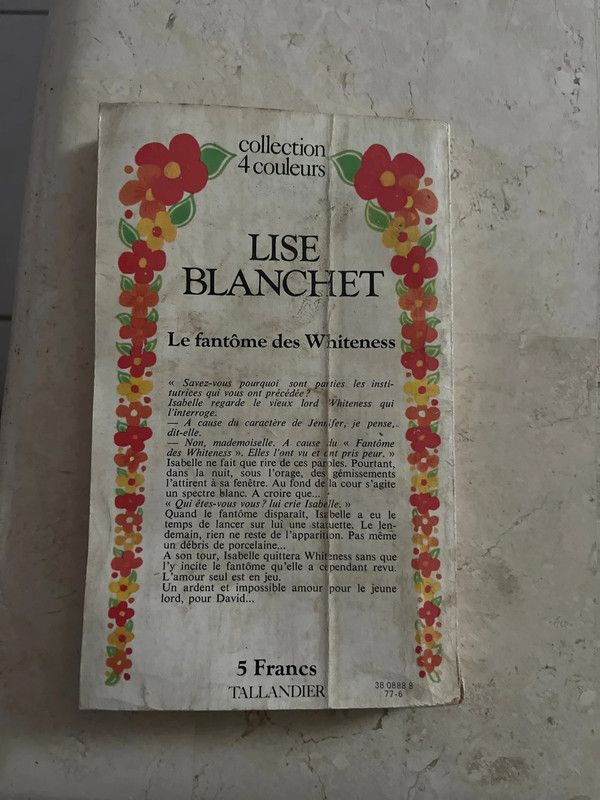 collection
4 couleurs
LISE
BLANCHET
Le fantôme des Whiteness
« Savez-vous pourquoi sont parties les insti-
tutrices qui vous ont précédée ?
Isabelle regarde le vieux lord Whiteness qui
l'interroge.
— A cause du caractère de Jennifer, je pense,
dit-elle.
— Non, mademoiselle. A cause du « Fantôme
des Whiteness ». Elles l'ont vu et ont pris peur. »
Isabelle ne fait que rire de ces paroles. Pourtant,
dans la nuit, sous l'orage, des gémissements
l'attirent à sa fenêtre. Au fond de la cour s'agite
un spectre blanc. A croire que...
« Qui êtes-vous vous ? lui crie Isabelle. »
Quand le fantôme disparaît, Isabelle a eu le
temps de lancer sur lui une statuette. Le len-
demain, rien ne reste de l'apparition. Pas même
un débris de porcelaine...
A son tour, Isabelle quittera Whiteness sans que
l'y incite le fantôme qu'elle a cependant revu.
L'amour seul est en jeu.
Un ardent et impossible amour pour le jeune
lord, pour David...
5 Francs
TALLANDIER
38 0888 8
77-6